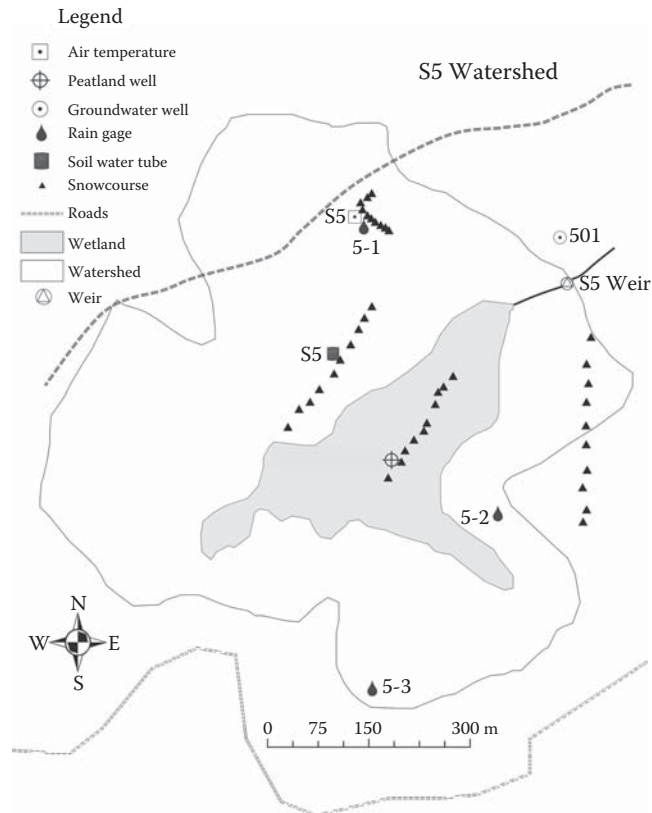 Legend
Air temperature
Peatland well
Groundwater well
Rain gage
Soil water tube
Snowcourse
Roads
Wetland
Watershed
Weir
S5 Watershed
S5
5-1
501
S5 Weir
S5
5-2
N
W E
S
5-3
0 75 150 300 m